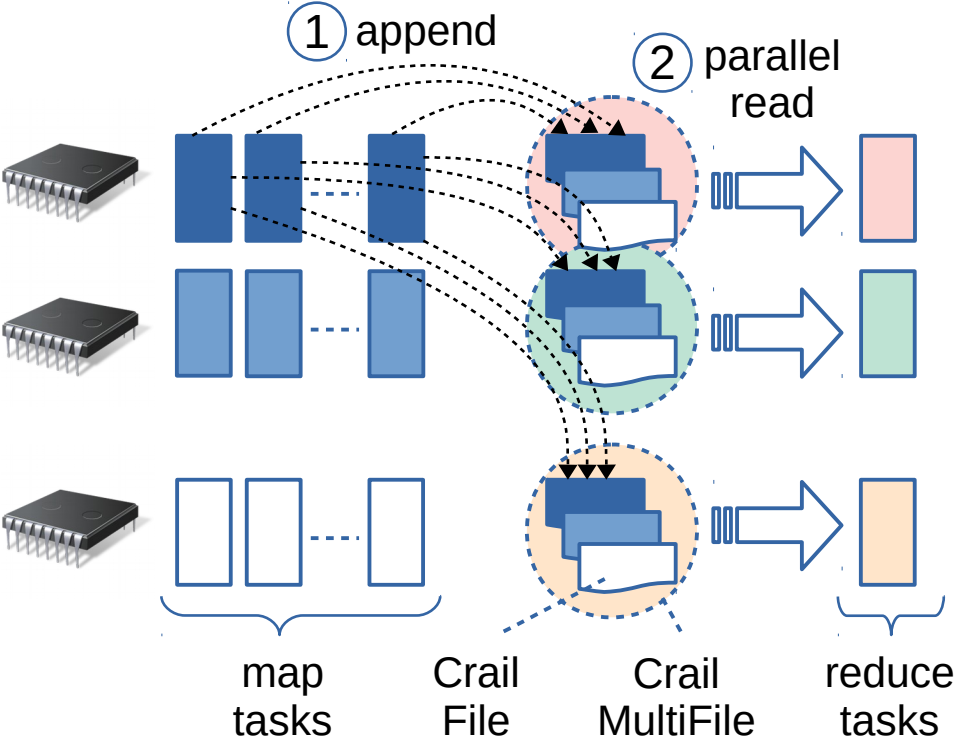 1 append
2 parallel
read
map
tasks
Crail
File
Crail
MultiFile
reduce
tasks